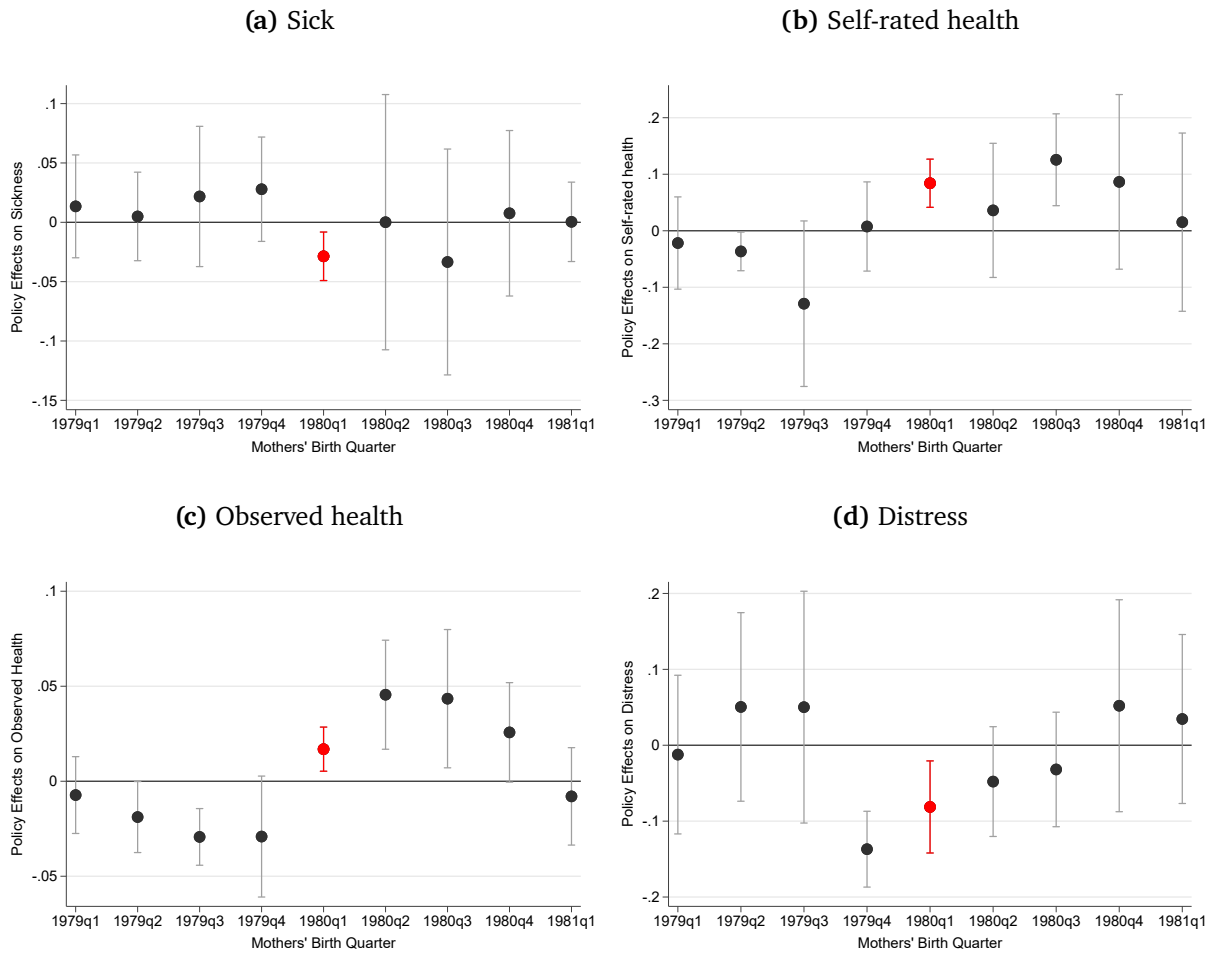 (a) Sick
Policy Effects on Sickness
.1
.05
0
-.05
-.1
-.15
1979q1 1979q2 1979q3 1979q4 1980q1 1980q2 1980q3 1980q4 1981q1
Mothers' Birth Quarter
(b) Self-rated health
Policy Effects on Self-rated health
.2
.1
0
-.1
-.2
-.3
1979q1 1979q2 1979q3 1979q4 1980q1 1980q2 1980q3 1980q4 1981q1
Mothers' Birth Quarter
(c) Observed health
Policy Effects on Observed Health
.1
.05
0
-.05
1979q1 1979q2 1979q3 1979q4 1980q1 1980q2 1980q3 1980q4 1981q1
Mothers' Birth Quarter
(d) Distress
Policy Effects on Distress
.2
.1
0
-.1
-.2
1979q1 1979q2 1979q3 1979q4 1980q1 1980q2 1980q3 1980q4 1981q1
Mothers' Birth Quarter